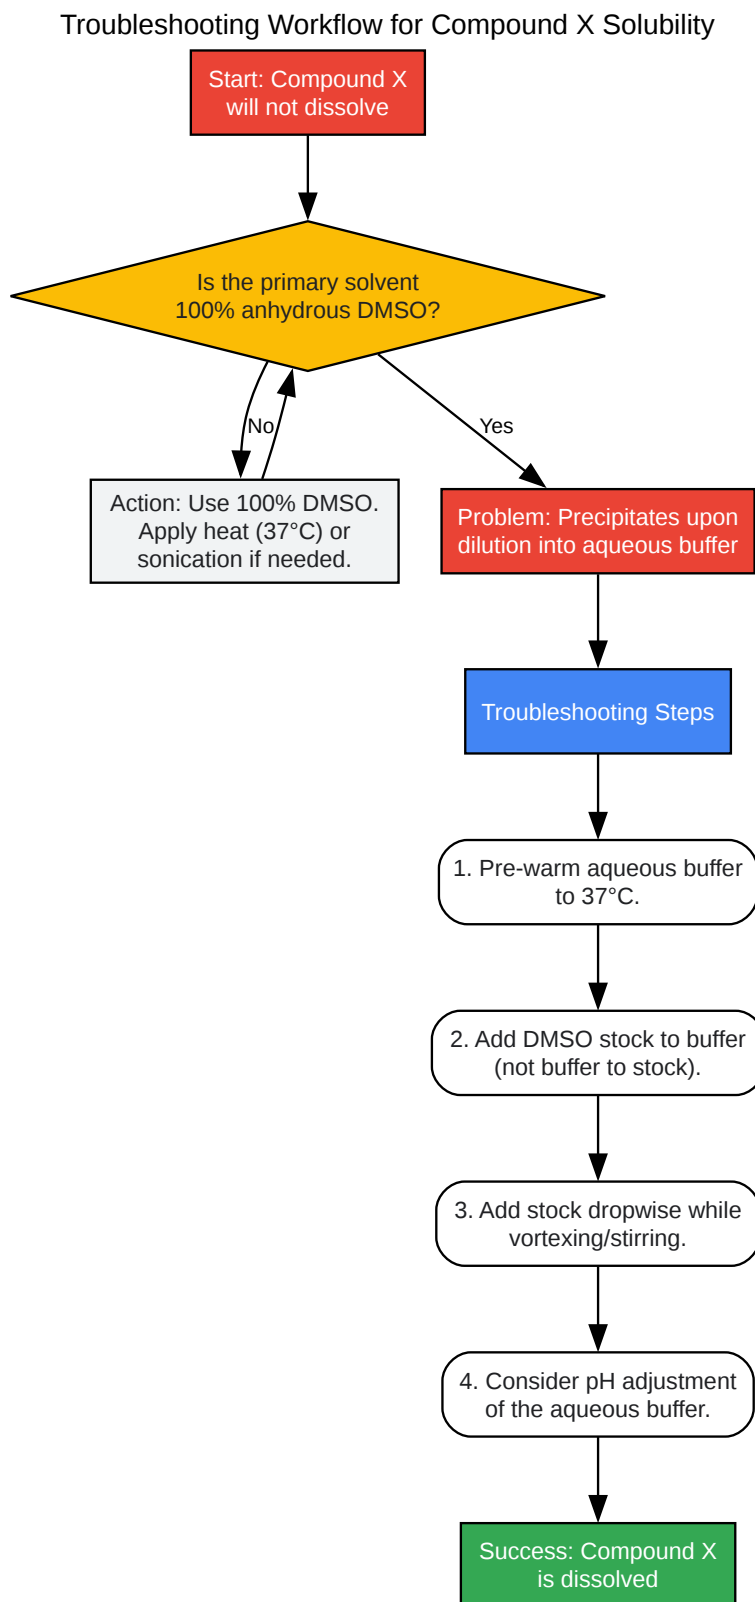 Troubleshooting Workflow for Compound X Solubility
Start: Compound X
will not dissolve
Is the primary solvent
100% anhydrous DMSO?
No
Yes
Action: Use 100% DMSO.
Apply heat (37°C) or
sonication if needed.
Problem: Precipitates upon
dilution into aqueous buffer
Troubleshooting Steps
1. Pre-warm aqueous buffer
to 37°C.
2. Add DMSO stock to buffer
(not buffer to stock).
3. Add stock dropwise while
vortexing/stirring.
4. Consider pH adjustment
of the aqueous buffer.
Success: Compound X
is dissolved